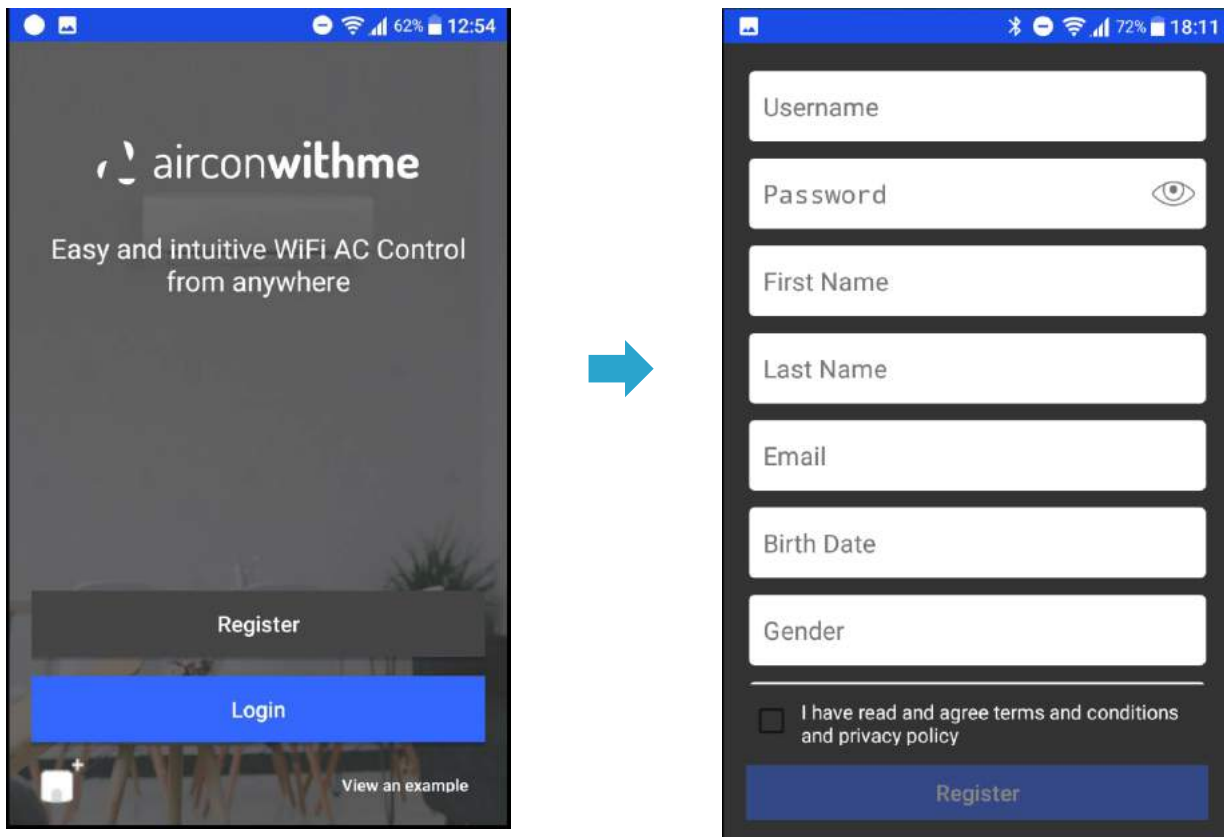 62% 12:54
airconwithme
Easy and intuitive WiFi AC Control
from anywhere
Register
Login
View an example
72% 18:11
Username
Password
First Name
Last Name
Email
Birth Date
Gender
I have read and agree terms and conditions
and privacy policy
Register